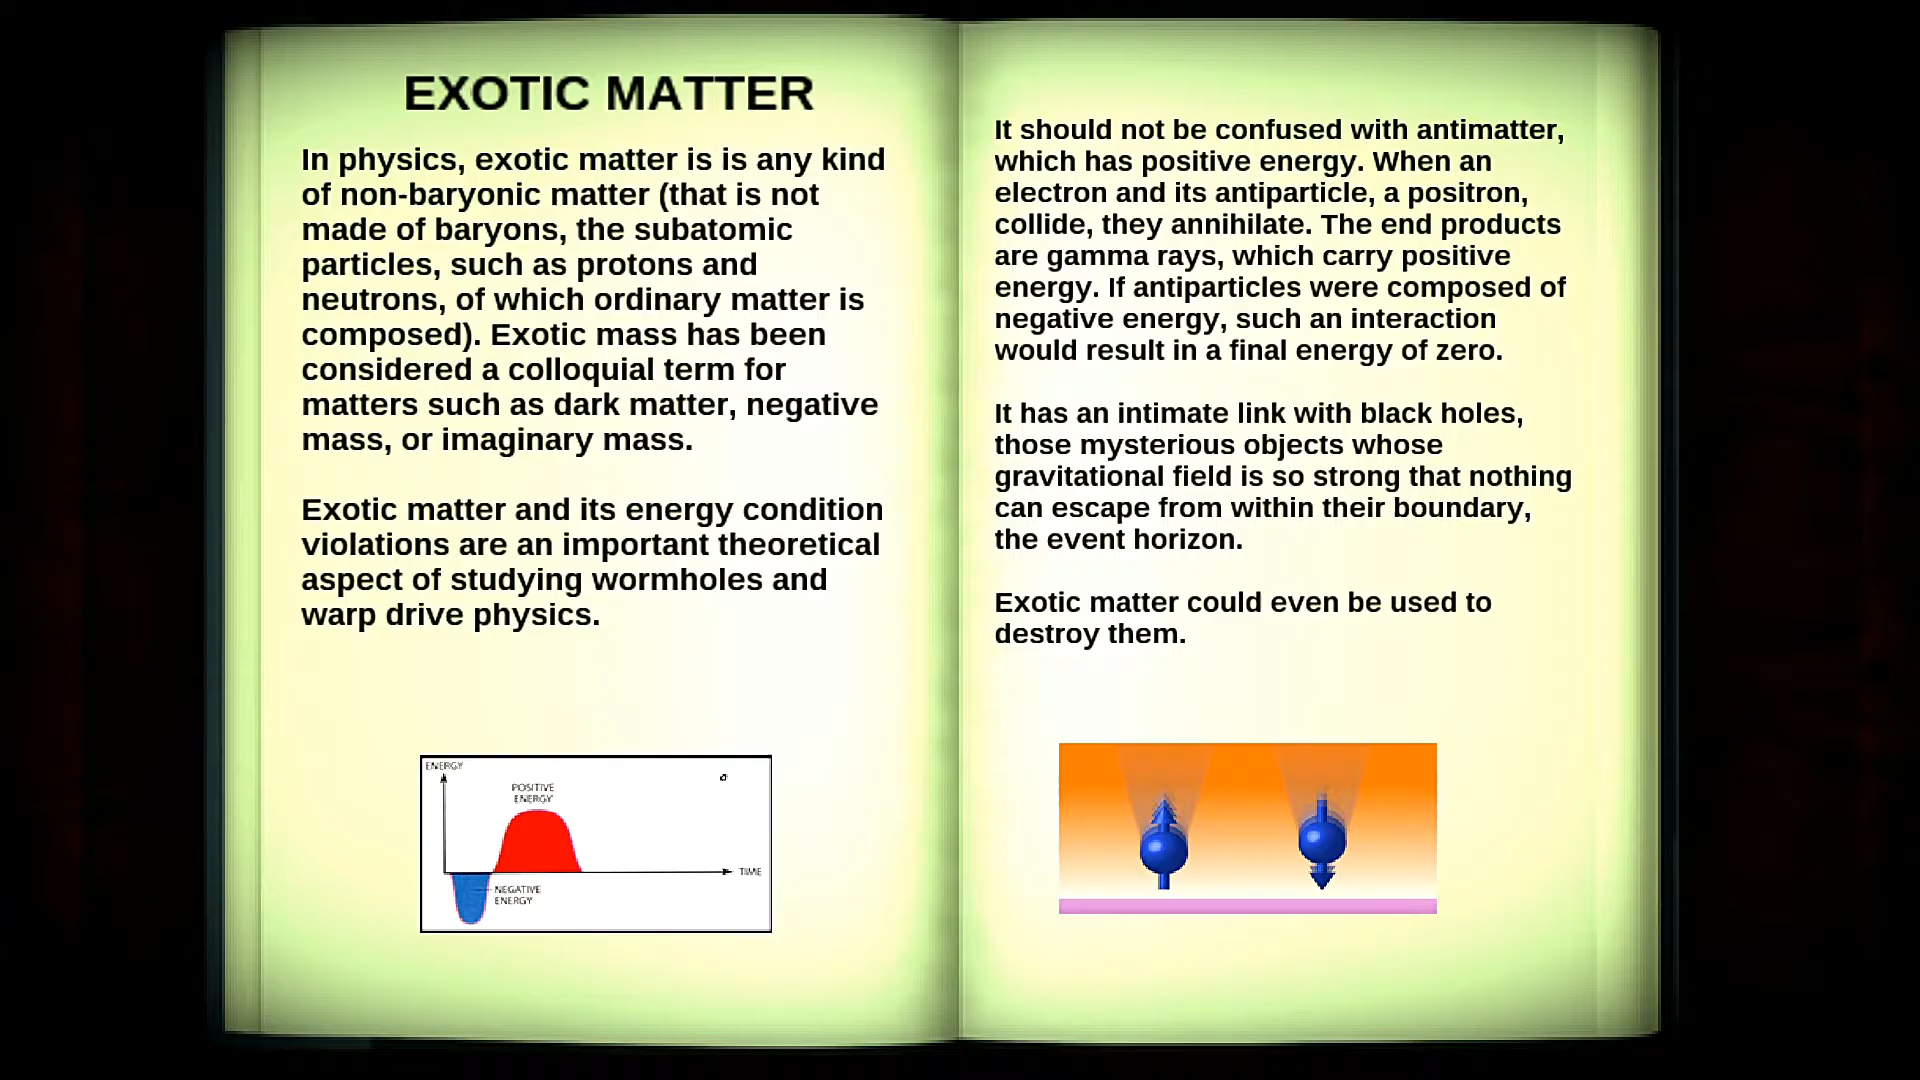 EXOTIC MATTER
In physics, exotic matter is is any kind
of non-baryonic matter (that is not
made of baryons, the subatomic
particles, such as protons and
neutrons, of which ordinary matter is
composed). Exotic mass has been
considered a colloquial term for
matters such as dark matter, negative
mass, or imaginary mass.
Exotic matter and its energy condition
violations are an important theoretical
aspect of studying wormholes and
warp drive physics.
ENERGY
a
POSITIVE
ENERGY
TIME
NEGATIVE
ENERGY
It should not be confused with antimatter,
which has positive energy. When an
electron and its antiparticle, a positron,
collide, they annihilate. The end products
are gamma rays, which carry positive
energy. If antiparticles were composed of
negative energy, such an interaction
would result in a final energy of zero.
It has an intimate link with black holes,
those mysterious objects whose
gravitational field is so strong that nothing
can escape from within their boundary,
the event horizon.
Exotic matter could even be used to
destroy them.